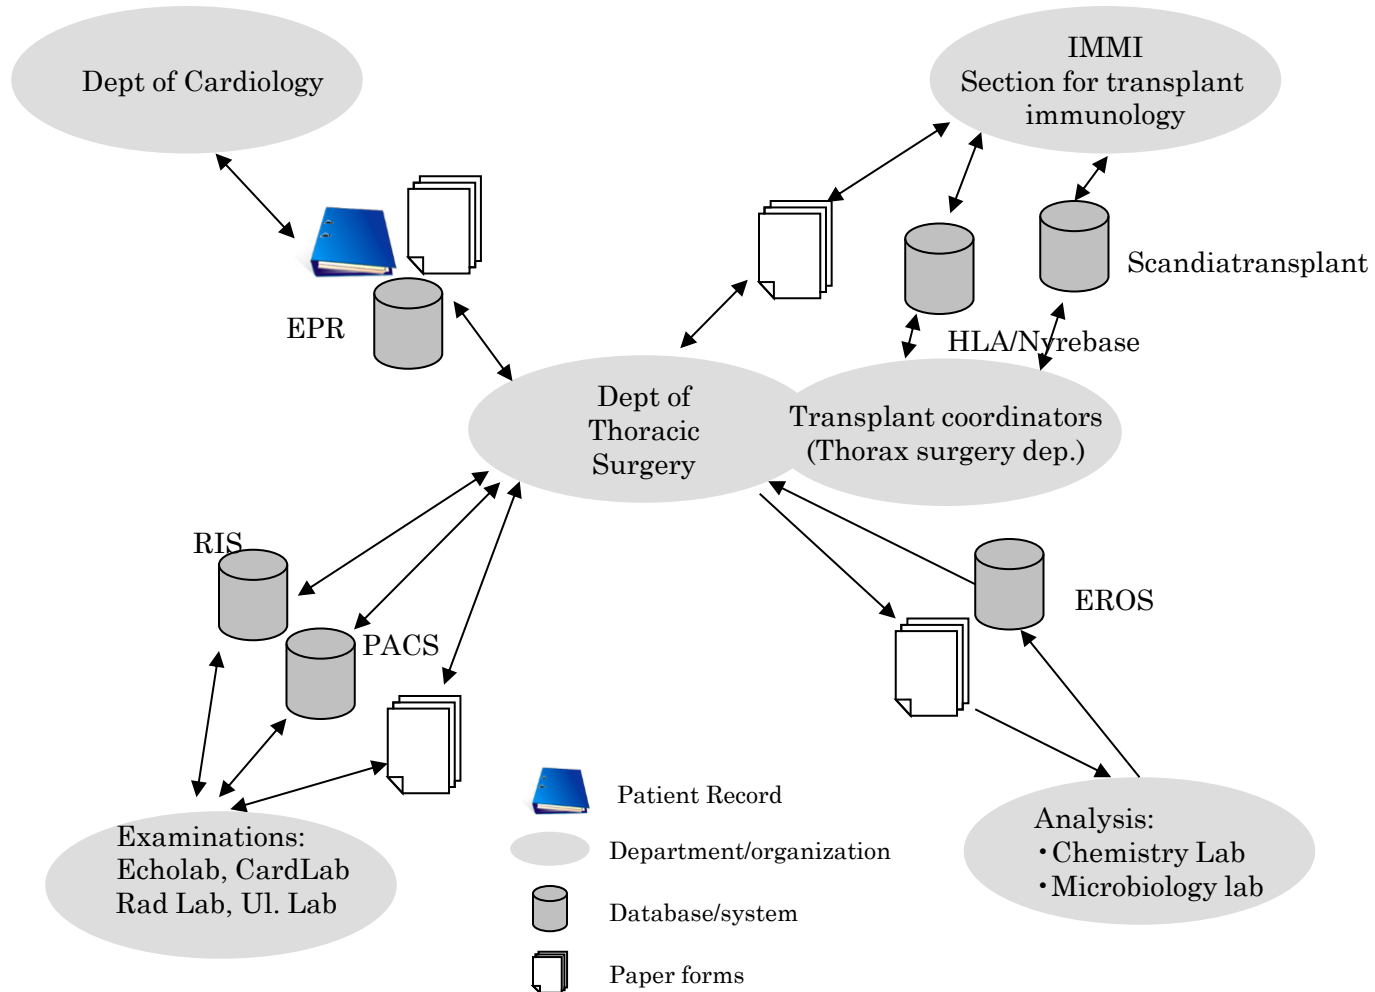 Dept of Cardiology
IMMI
Section for transplant
immunology
Scandiatransplant
EPR
HLA/Nyrebase
Dept of
Thoracic
Surgery
Transplant coordinators
(Thorax surgery dep.)
RIS
PACS
EROS
Patient Record
Department/organization
Database/system
Paper forms
Examinations:
Echolab, CardLab
Rad Lab, Ul. Lab
Analysis:
・Chemistry Lab
・Microbiology lab